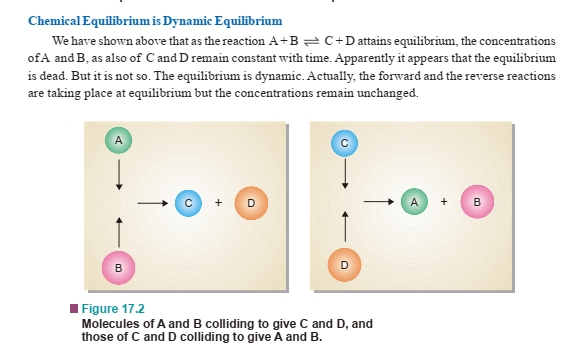 Chemical Equilibrium is Dynamic Equilibrium
We have shown above that as the reaction A + B ⇌ C + D attains equilibrium, the concentrations
of A and B, as also of C and D remain constant with time. Apparently it appears that the equilibrium
is dead. But it is not so. The equilibrium is dynamic. Actually, the forward and the reverse reactions
are taking place at equilibrium but the concentrations remain unchanged.
A
C + D
B
C
A + B
D
Figure 17.2
Molecules of A and B colliding to give C and D, and
those of C and D colliding to give A and B.